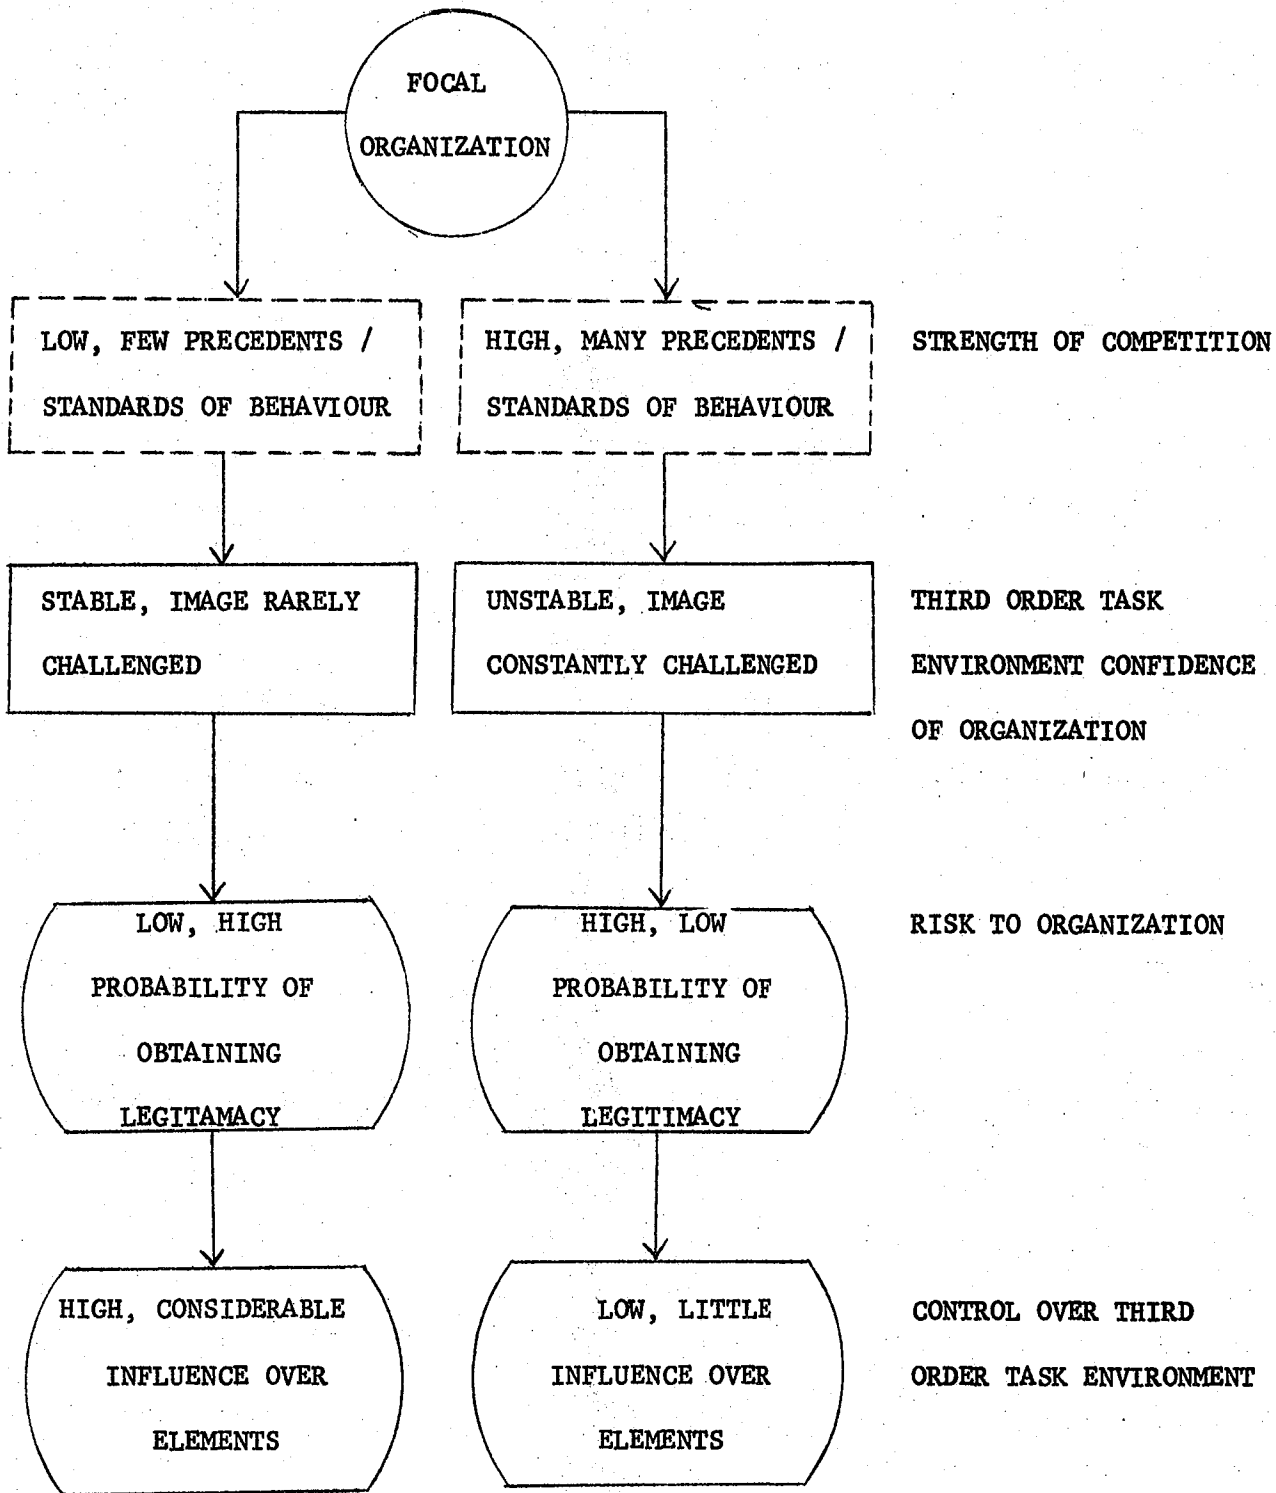 FOCAL
ORGANIZATION
LOW, FEW PRECEDENTS /
STANDARDS OF BEHAVIOUR
HIGH, MANY PRECEDENTS /
STANDARDS OF BEHAVIOUR
STRENGTH OF COMPETITION
STABLE, IMAGE RARELY
CHALLENGED
UNSTABLE, IMAGE
CONSTANTLY CHALLENGED
THIRD ORDER TASK
ENVIRONMENT CONFIDENCE
OF ORGANIZATION
LOW, HIGH
PROBABILITY OF
OBTAINING
LEGITAMACY
HIGH, LOW
PROBABILITY OF
OBTAINING
LEGITIMACY
RISK TO ORGANIZATION
HIGH, CONSIDERABLE
INFLUENCE OVER
ELEMENTS
LOW, LITTLE
INFLUENCE OVER
ELEMENTS
CONTROL OVER THIRD
ORDER TASK ENVIRONMENT